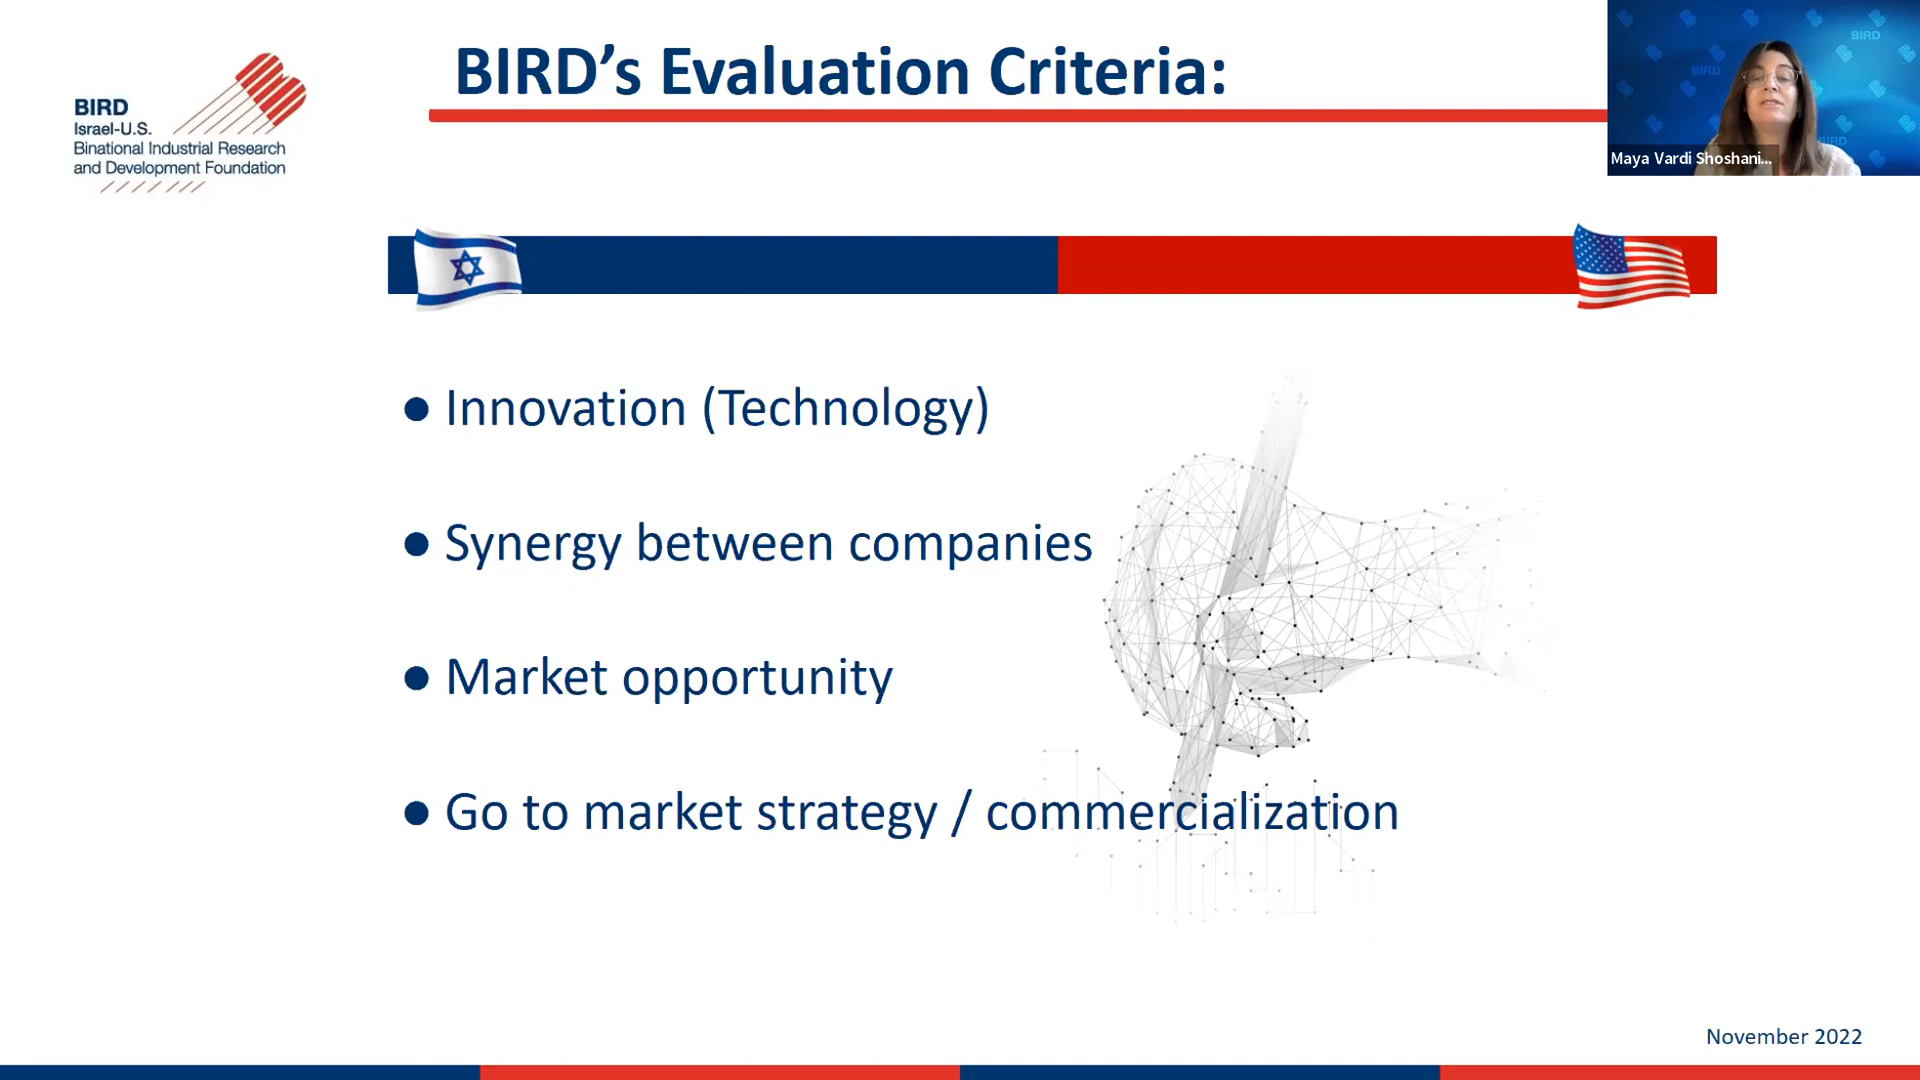 BIRD's Evaluation Criteria:
BIRD
Israel-U.S.
Binational Industrial Research
and Development Foundation
BIRD
BIRD
BIRD
Maya Vardi Shoshani...
● Innovation (Technology)
● Synergy between companies
● Market opportunity
● Go to market strategy / commercialization
November 2022